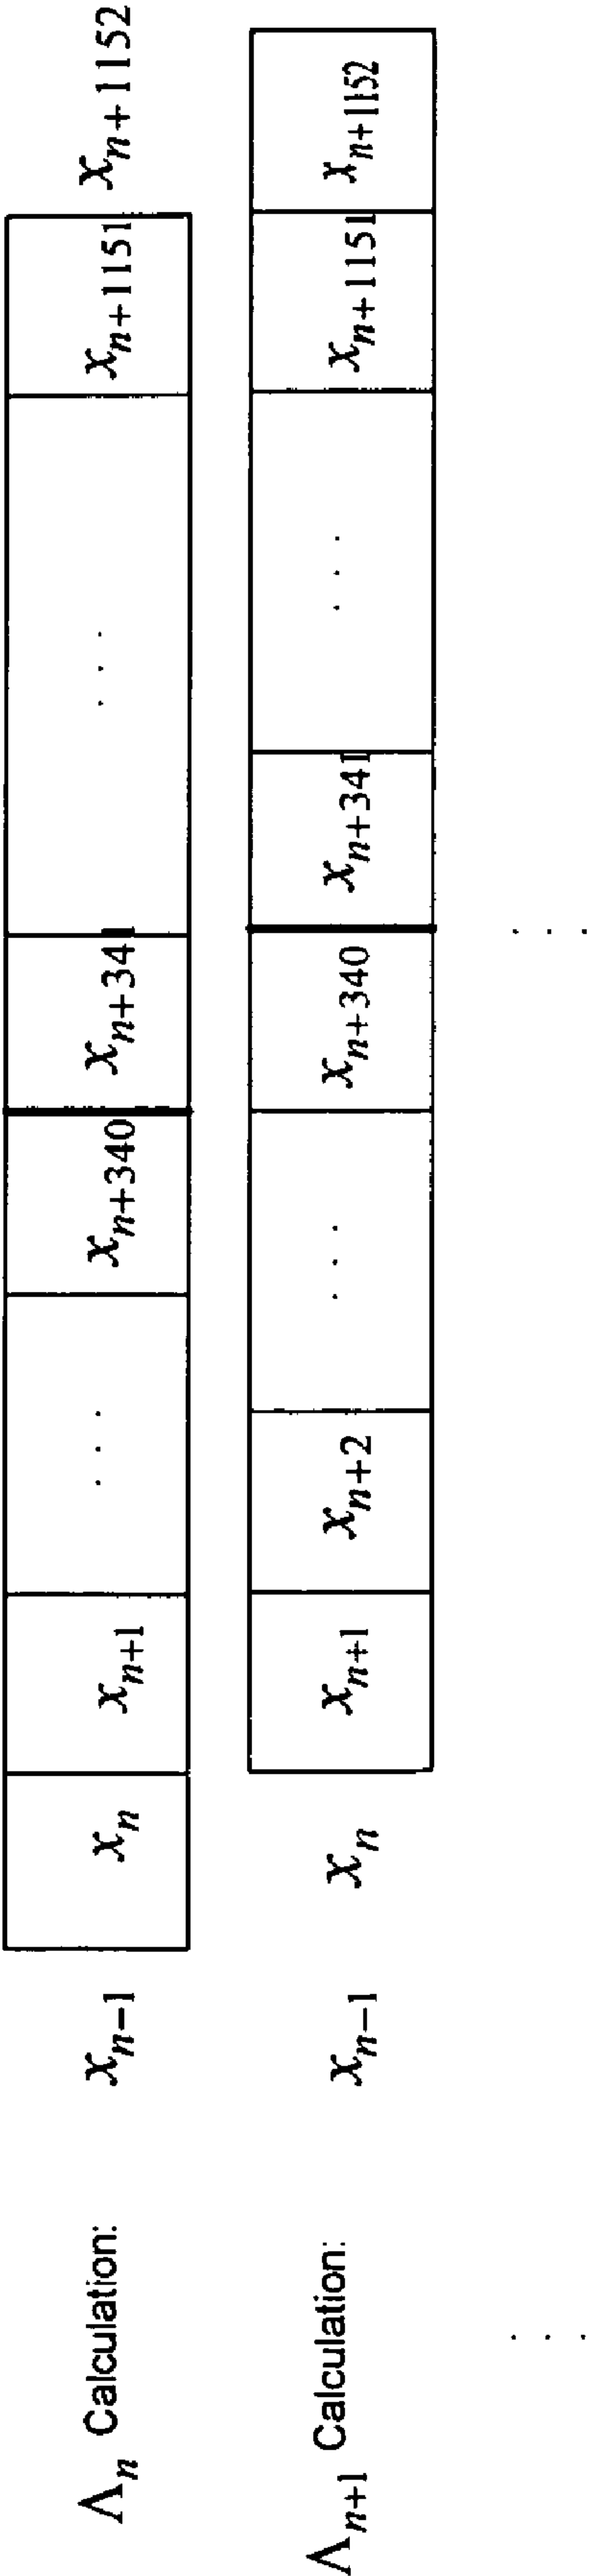 Λₙ Calculation: xₙ₋₁ xₙ xₙ₊₁ . . . xₙ₊₃₄₀ xₙ₊₃₄₁ . . . xₙ₊₁₁₅₁ xₙ₊₁₁₅₂
Λₙ₊₁ Calculation: xₙ₋₁ xₙ xₙ₊₁ xₙ₊₂ . . . xₙ₊₃₄₀ xₙ₊₃₄₁ . . . xₙ₊₁₁₅₁ xₙ₊₁₁₅₂
. . . . . .